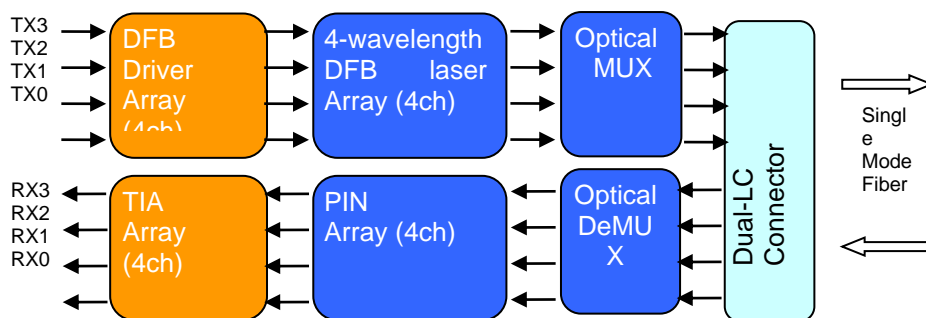 TX3
TX2
TX1
TX0
DFB
Driver
Array
(4ch)
4-wavelength
DFB laser
Array (4ch)
Optical
MUX
Dual-LC
Connector
Singl
e
Mode
Fiber
RX3
RX2
RX1
RX0
TIA
Array
(4ch)
PIN
Array (4ch)
Optical
DeMU
X